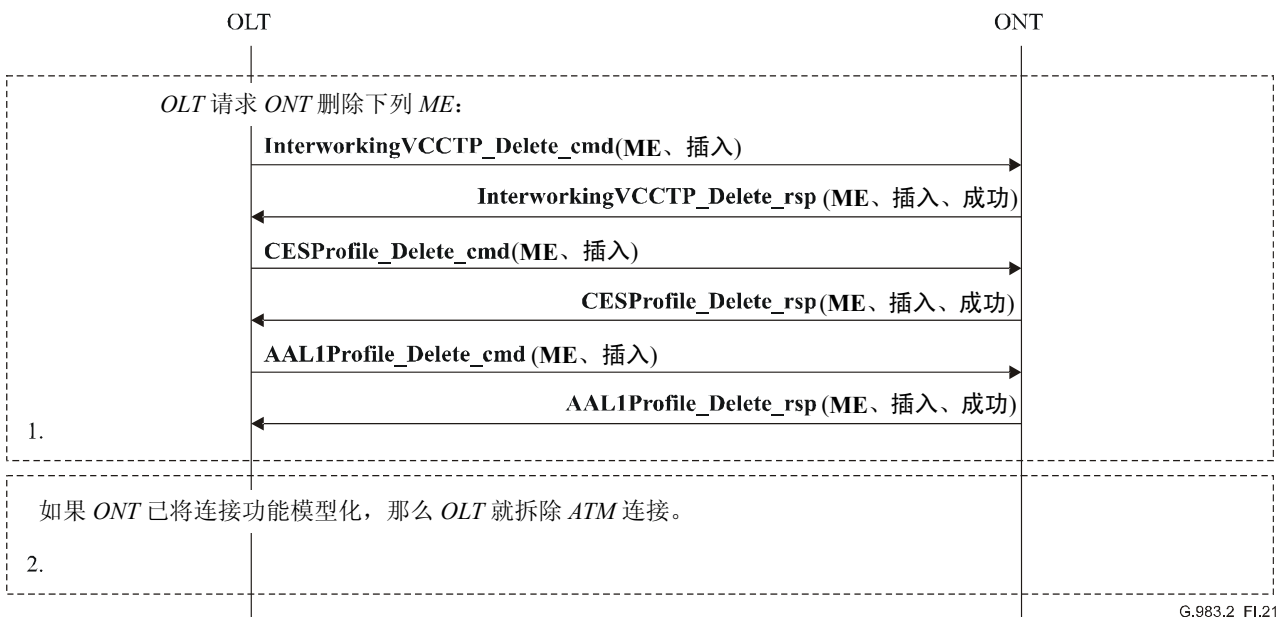 OLT ONT
OLT 请求 ONT 删除下列 ME：
InterworkingVCCTP_Delete_cmd(ME、插入)
InterworkingVCCTP_Delete_rsp (ME、插入、成功)
CESProfile_Delete_cmd(ME、插入)
CESProfile_Delete_rsp(ME、插入、成功)
AAL1Profile_Delete_cmd (ME、插入)
AAL1Profile_Delete_rsp (ME、插入、成功)
1.
如果 ONT 已将连接功能模型化，那么 OLT 就拆除 ATM 连接。
2.
G.983.2_FI.21